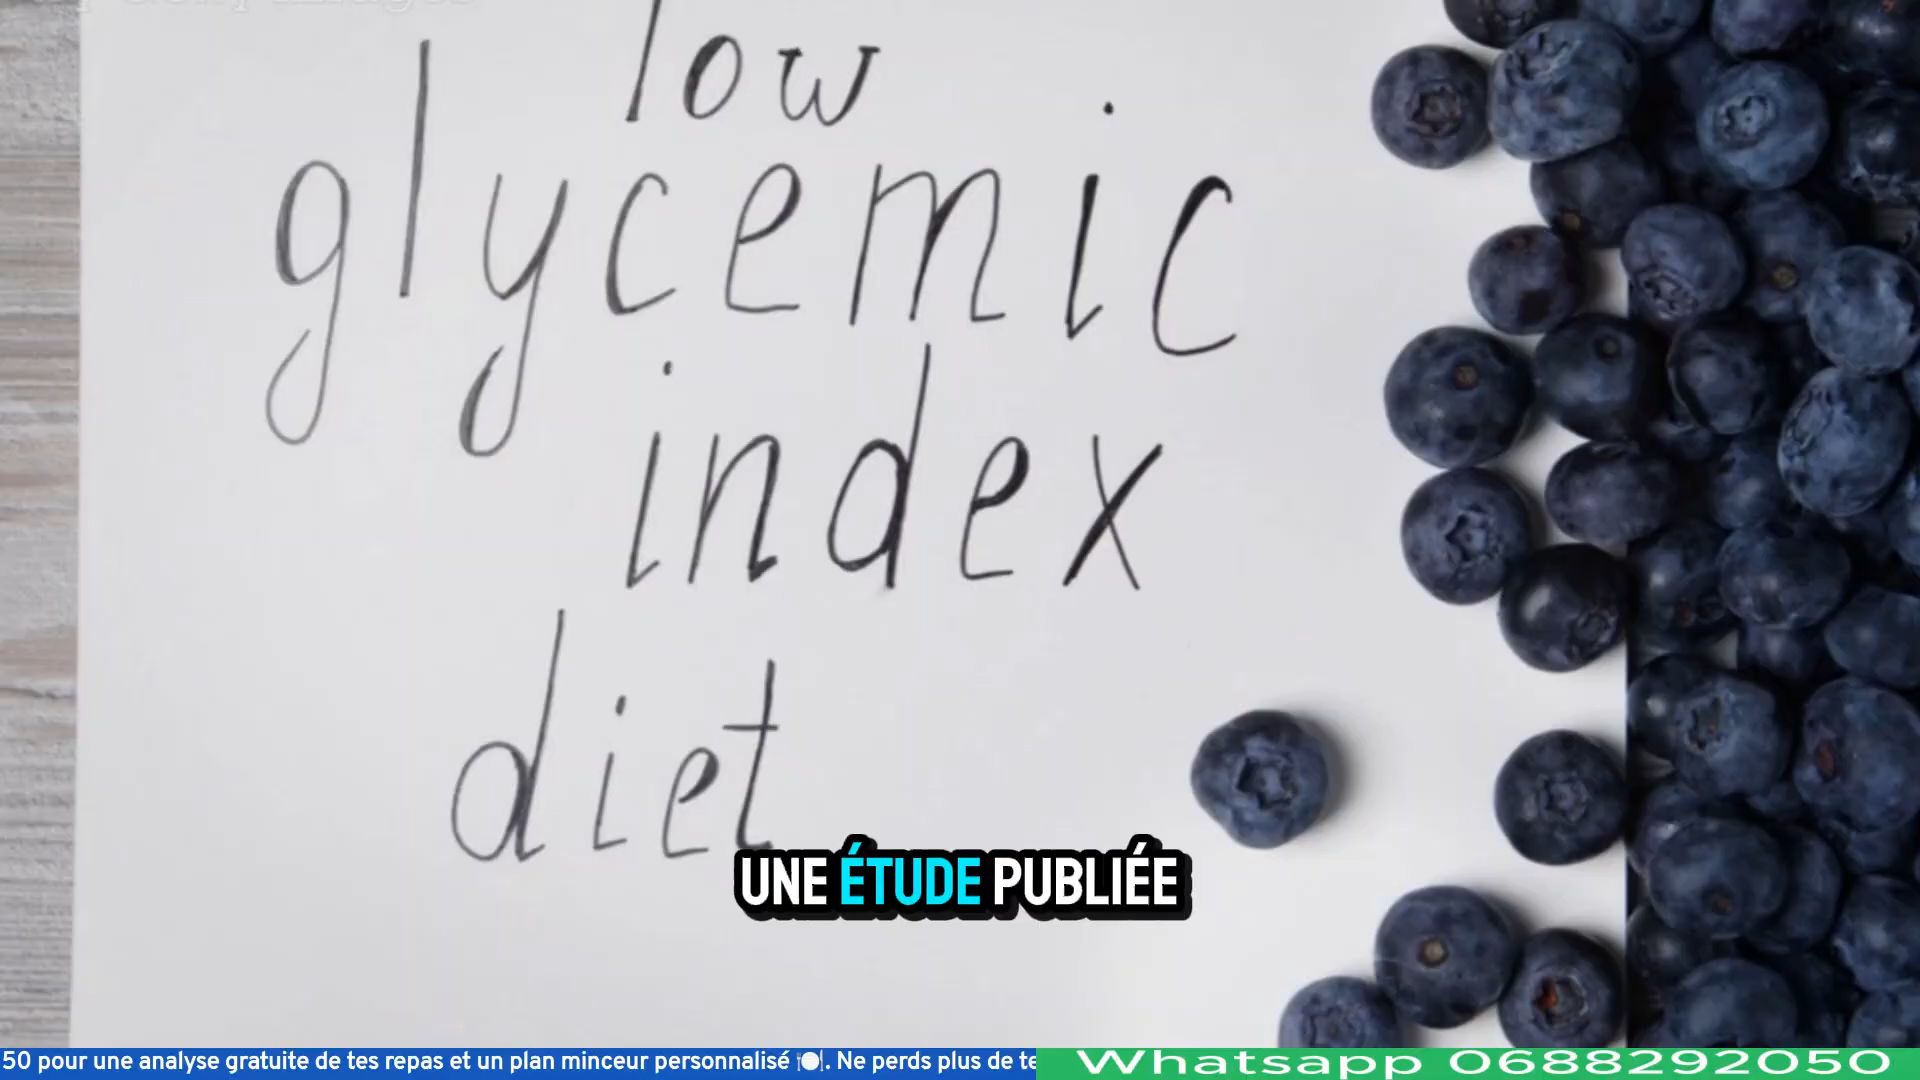 low
glycemic
index
diet
UNE ÉTUDE PUBLIÉE
50 pour une analyse gratuite de tes repas et un plan minceur personnalisé 🍽️. Ne perds plus de te
Whatsapp 0688292050